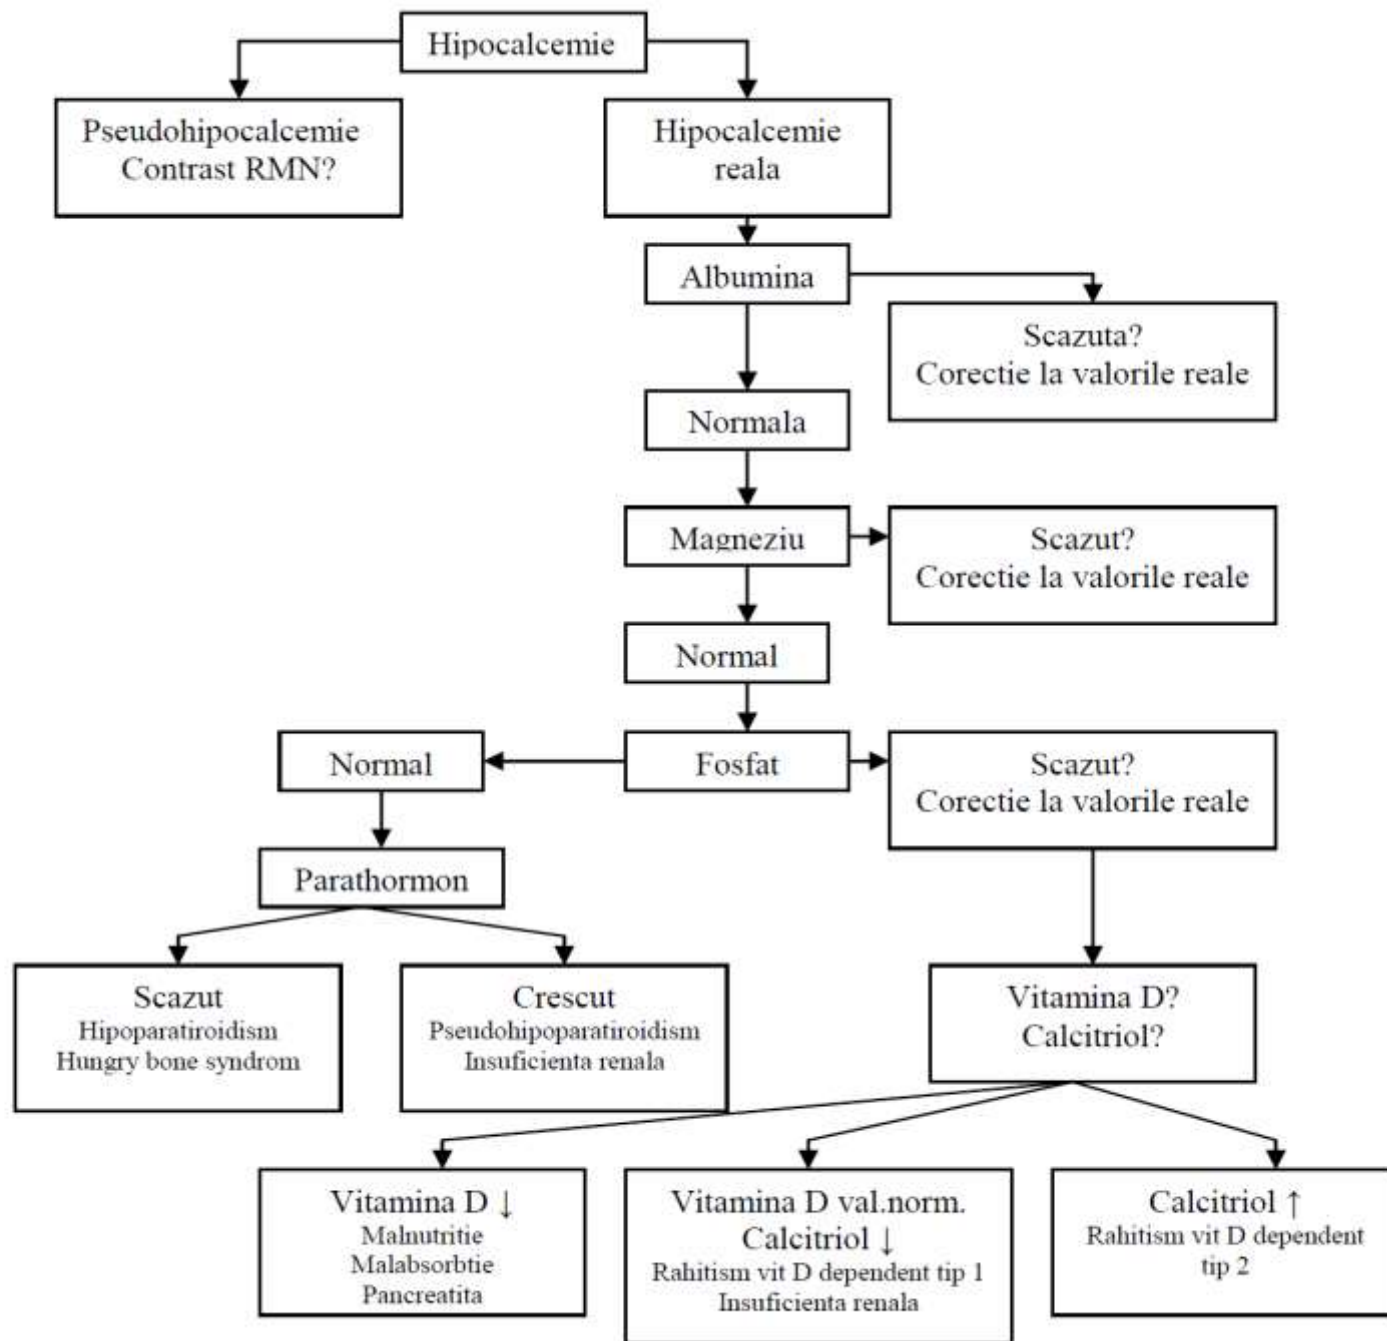 Hipocalcemie
Pseudohipocalcemie
Contrast RMN?
Hipocalcemie
reala
Albumina
Scazuta?
Corectie la valorile reale
Normala
Magneziu
Scazut?
Corectie la valorile reale
Normal
Normal
Fosfat
Scazut?
Corectie la valorile reale
Parathormon
Scazut
Hipoparatiroidism
Hungry bone syndrom
Crescut
Pseudohipoparatiroidism
Insuficienta renala
Vitamina D?
Calcitriol?
Vitamina D ↓
Malnutritie
Malabsorbtie
Pancreatita
Vitamina D val.norm.
Calcitriol ↓
Rahitism vit D dependent tip 1
Insuficienta renala
Calcitriol ↑
Rahitism vit D dependent
tip 2